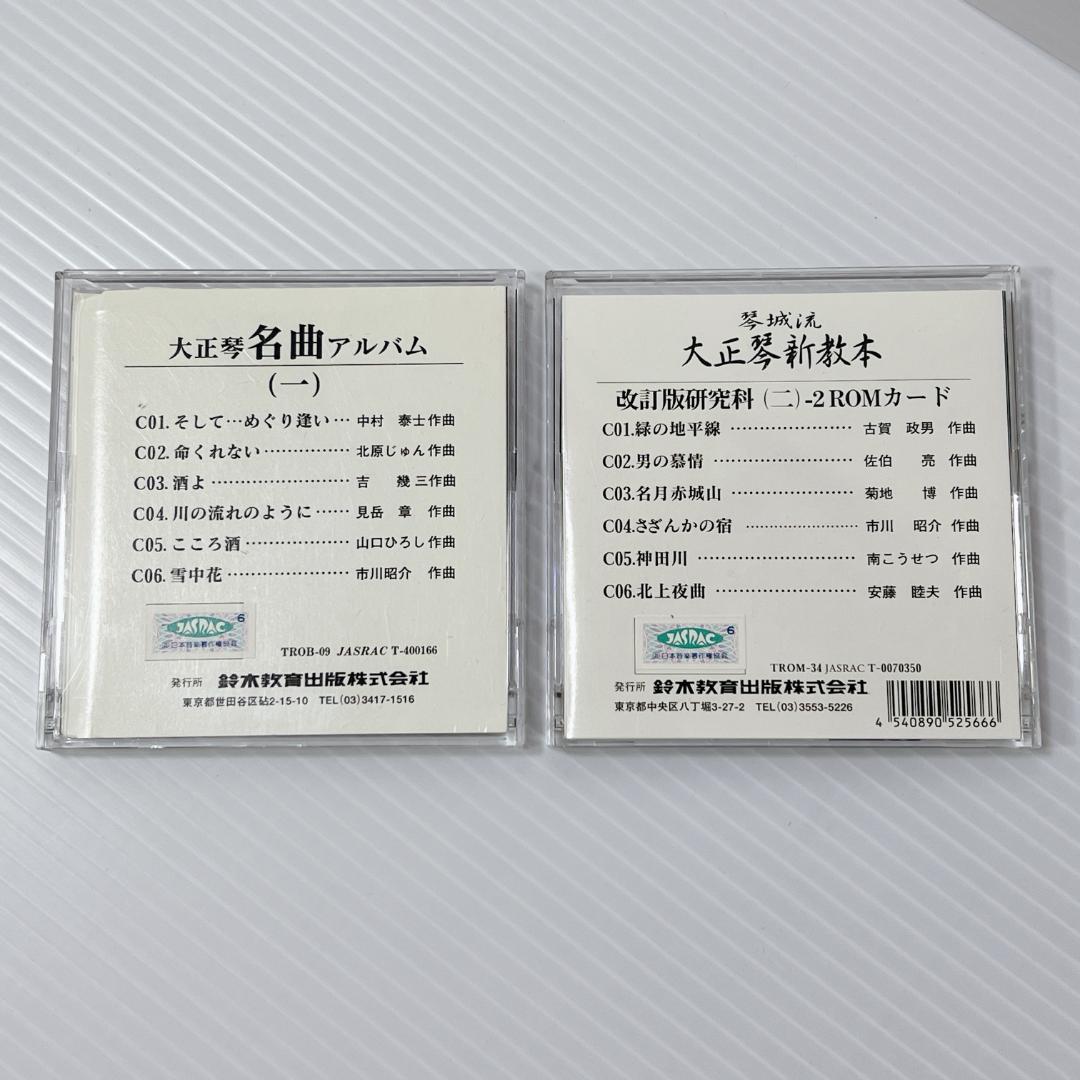 大正琴名曲アルバム
(一)
C01.そして…めぐり逢い… 中村 泰士作曲
C02.命くれない…………… 北原じゅん作曲
C03.酒よ…………………… 吉 幾三作曲
C04.川の流れのように…… 見岳 章 作曲
C05.こころ酒……………… 山口ひろし作曲
C06.雪中花………………… 市川昭介 作曲
JASRAC
6
TROB-09 JASRAC T-400166
発行所 鈴木教育出版株式会社
東京都世田谷区砧2-15-10 TEL(03)3417-1516
琴城流
大正琴新教本
改訂版研究科(二)-2 ROMカード
C01.緑の地平線 ………………… 古賀 政男 作曲
C02.男の慕情 …………………… 佐伯 亮 作曲
C03.名月赤城山 ………………… 菊地 博 作曲
C04.さざんかの宿 ……………… 市川 昭介 作曲
C05.神田川 ……………………… 南こうせつ 作曲
C06.北上夜曲 …………………… 安藤 睦夫 作曲
JASRAC
6
TROM-34 JASRAC T-0070350
発行所 鈴木教育出版株式会社
東京都中央区八丁堀3-27-2 TEL(03)3553-5226
4 540890 525666